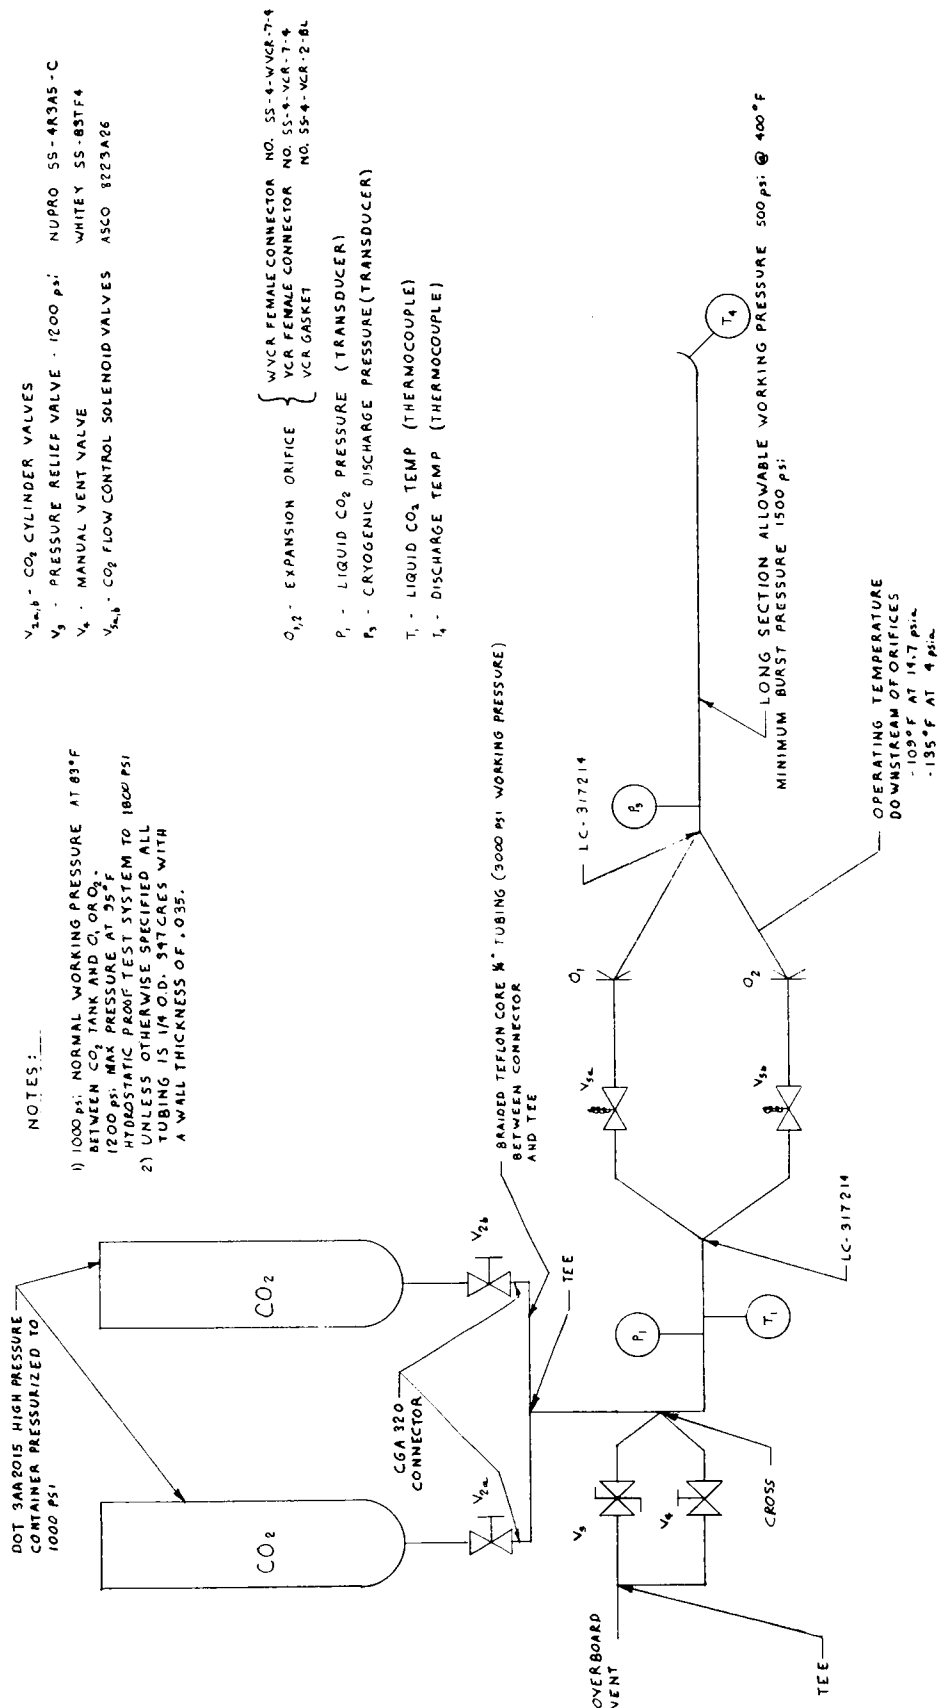 NOTES:
1) 1000 psi NORMAL WORKING PRESSURE AT 83°F
BETWEEN CO₂ TANK AND O₁ OR O₂.
1200 psi MAX PRESSURE AT 95°F
HYDROSTATIC PROOF TEST SYSTEM TO 1800 PSI
2) UNLESS OTHERWISE SPECIFIED ALL
TUBING IS 1/4 O.D. 347 CRES WITH
A WALL THICKNESS OF .035.
V2a,b - CO₂ CYLINDER VALVES
V3 - PRESSURE RELIEF VALVE - 1200 psi NUPRO SS-4R3A5-C
V4 - MANUAL VENT VALVE WHITEY SS-83TF4
V5a,b - CO₂ FLOW CONTROL SOLENOID VALVES ASCO 8223A26
O1,2 - EXPANSION ORIFICE {
WVCR FEMALE CONNECTOR NO. SS-4-WVCR-7-4
VCR FEMALE CONNECTOR NO. SS-4-VCR-7-4
VCR GASKET NO. SS-4-VCR-2-BL
P1 - LIQUID CO₂ PRESSURE (TRANSDUCER)
P3 - CRYOGENIC DISCHARGE PRESSURE (TRANSDUCER)
T1 - LIQUID CO₂ TEMP (THERMOCOUPLE)
T4 - DISCHARGE TEMP (THERMOCOUPLE)
DOT 3AA2015 HIGH PRESSURE
CONTAINER PRESSURIZED TO
1000 PSI
CO₂
CO₂
V2a
V2b
CGA 320
CONNECTOR
BRAIDED TEFLON CORE 1/4" TUBING (3000 PSI WORKING PRESSURE)
BETWEEN CONNECTOR
AND TEE
TEE
OVERBOARD
VENT
V3
V4
TEE
CROSS
P1
T1
LC-317214
V5a
V5b
O1
O2
LC-317214
P3
T4
LONG SECTION ALLOWABLE WORKING PRESSURE 500 psi @ 400°F
MINIMUM BURST PRESSURE 1500 psi
OPERATING TEMPERATURE
DOWNSTREAM OF ORIFICES
-109°F AT 14.7 psia
-135°F AT 4 psia